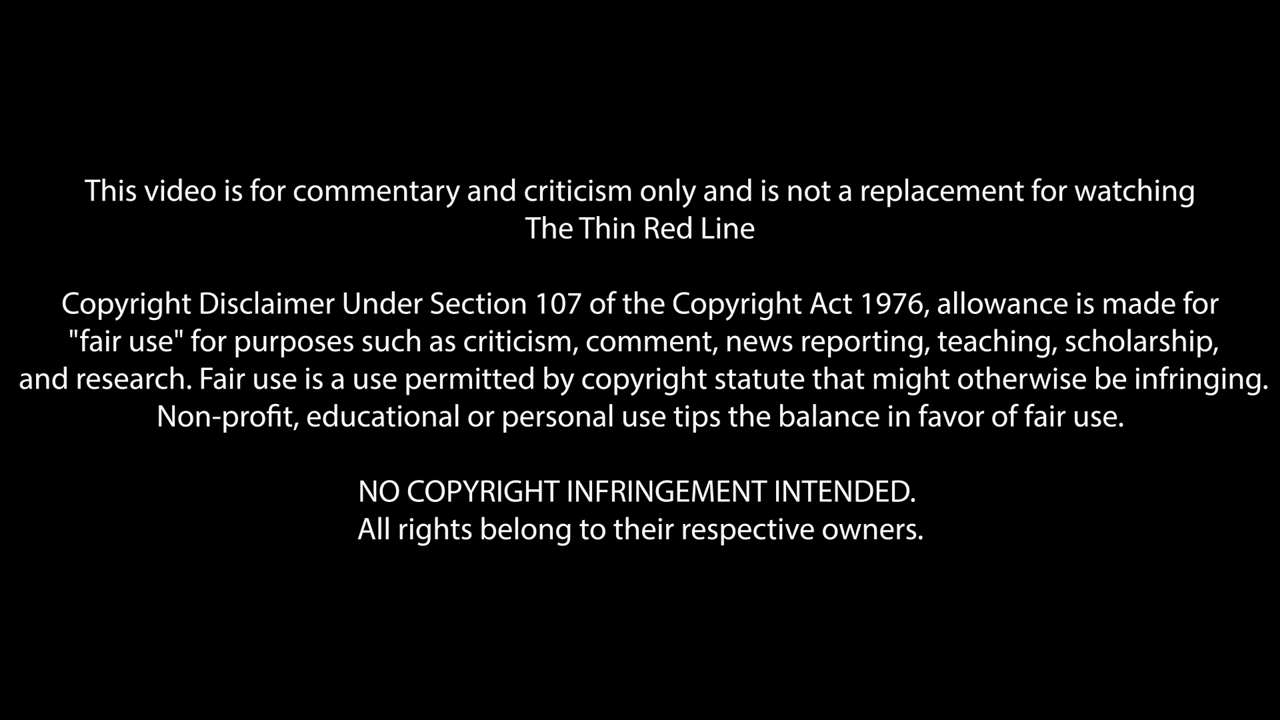 This video is for commentary and criticism only and is not a replacement for watching
The Thin Red Line
Copyright Disclaimer Under Section 107 of the Copyright Act 1976, allowance is made for
"fair use" for purposes such as criticism, comment, news reporting, teaching, scholarship,
and research. Fair use is a use permitted by copyright statute that might otherwise be infringing.
Non-profit, educational or personal use tips the balance in favor of fair use.
NO COPYRIGHT INFRINGEMENT INTENDED.
All rights belong to their respective owners.